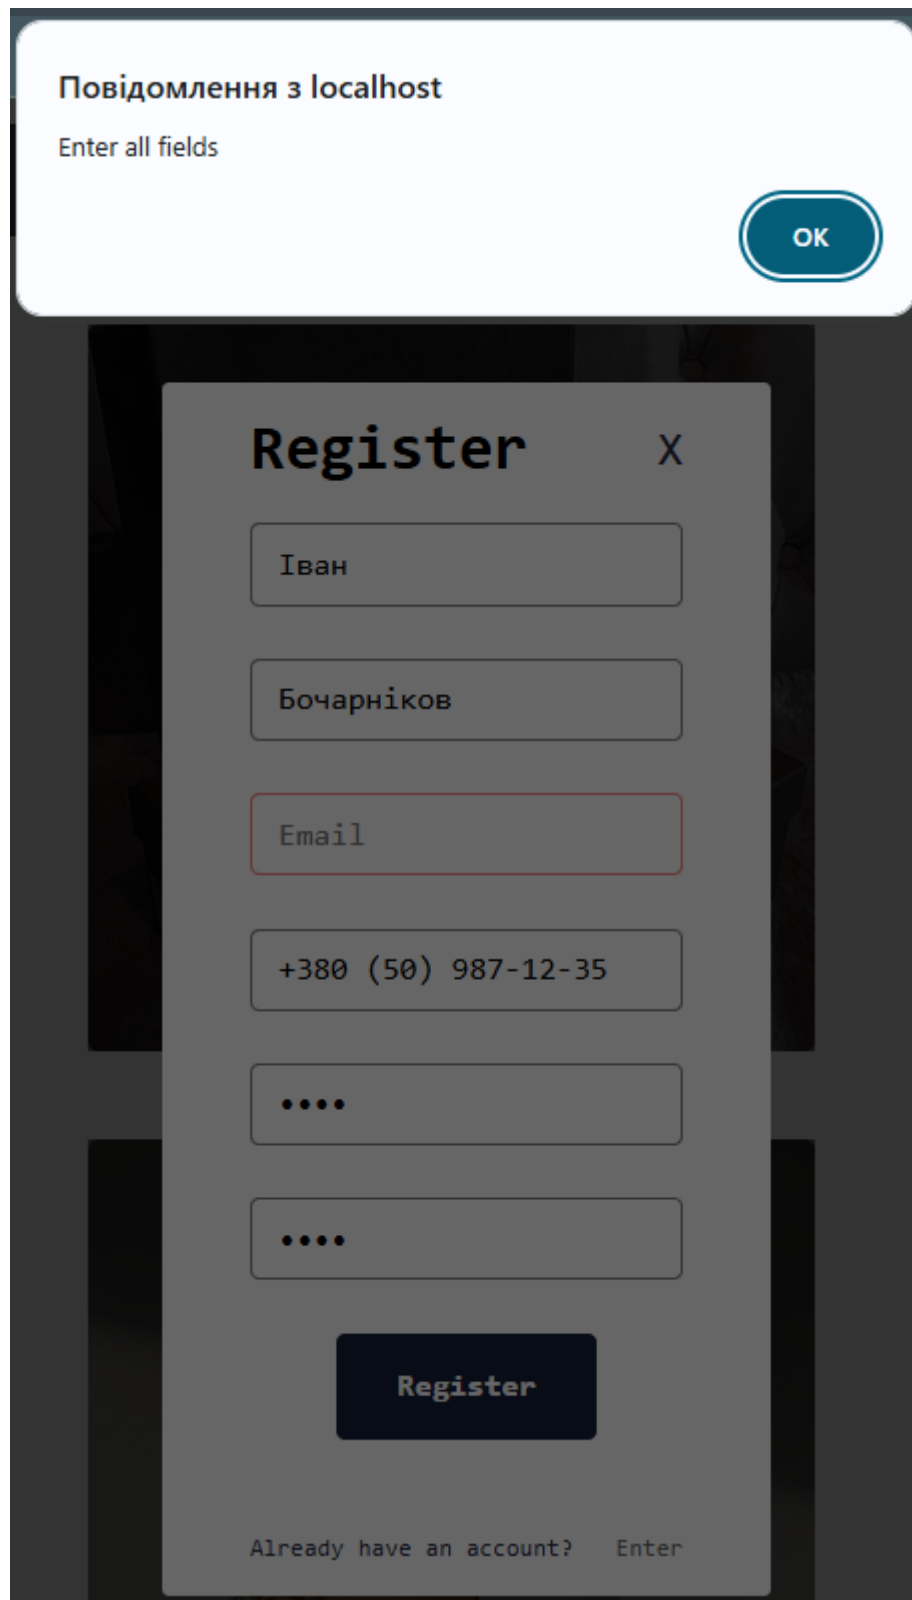 Повідомлення з localhost
Enter all fields
OK
Register X
Іван
Бочарніков
Email
+380 (50) 987-12-35
••••
••••
Register
Already have an account? Enter